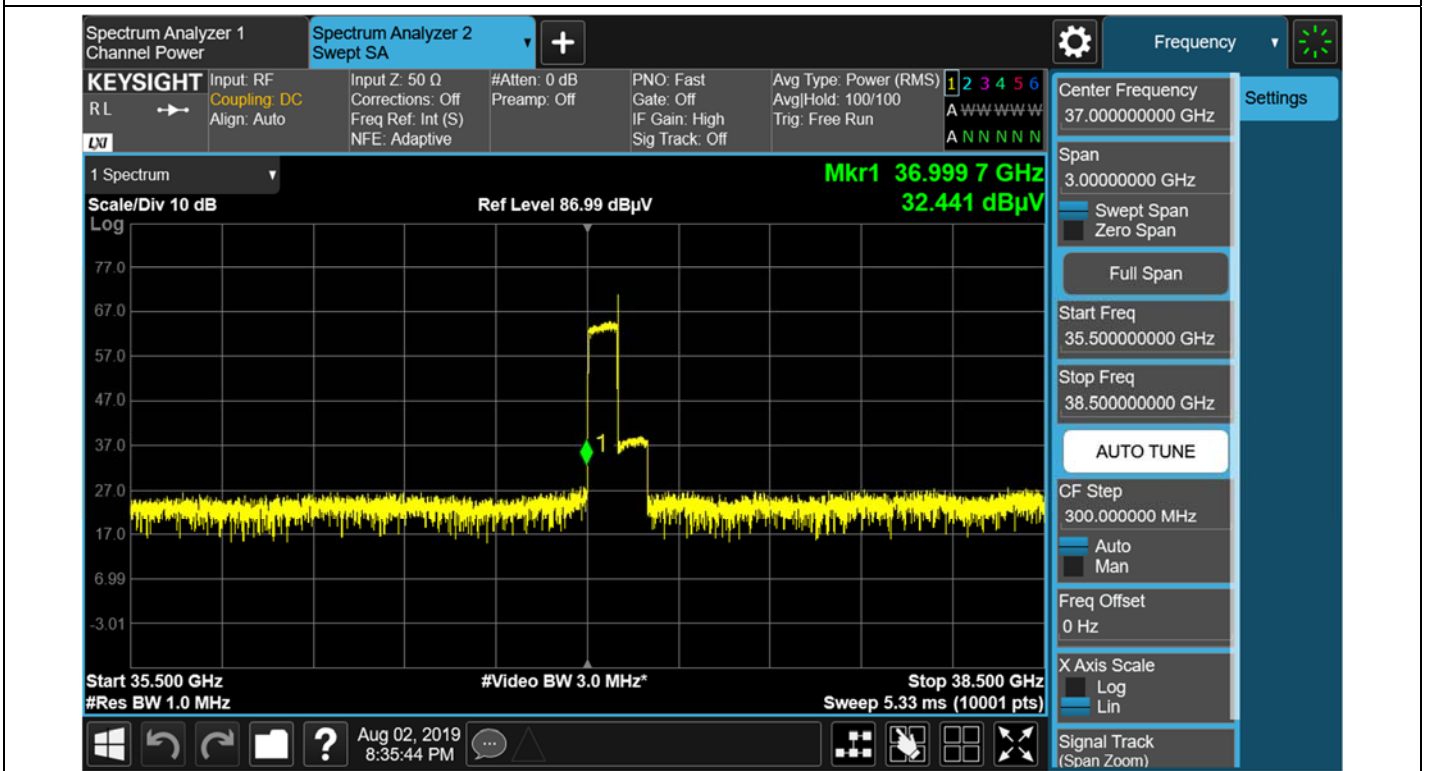 Spectrum Analyzer 1
Channel Power
Spectrum Analyzer 2
Swept SA
Frequency
KEYSIGHT
R L
LXI
Input: RF
Coupling: DC
Align: Auto
Input Z: 50 Ω
Corrections: Off
Freq Ref: Int (S)
NFE: Adaptive
#Atten: 0 dB
Preamp: Off
PNO: Fast
Gate: Off
IF Gain: High
Sig Track: Off
Avg Type: Power (RMS)
Avg|Hold: 100/100
Trig: Free Run
1 2 3 4 5 6
A W W W W W
A N N N N N
1 Spectrum
Scale/Div 10 dB
Log
Ref Level 86.99 dBµV
Mkr1 36.999 7 GHz
32.441 dBµV
77.0
67.0
57.0
47.0
37.0
27.0
17.0
6.99
-3.01
1
Start 35.500 GHz
#Res BW 1.0 MHz
#Video BW 3.0 MHz*
Stop 38.500 GHz
Sweep 5.33 ms (10001 pts)
Aug 02, 2019
8:35:44 PM
Center Frequency
37.000000000 GHz
Span
3.00000000 GHz
Swept Span
Zero Span
Full Span
Start Freq
35.500000000 GHz
Stop Freq
38.500000000 GHz
AUTO TUNE
CF Step
300.000000 MHz
Auto
Man
Freq Offset
0 Hz
X Axis Scale
Log
Lin
Signal Track
(Span Zoom)
Settings